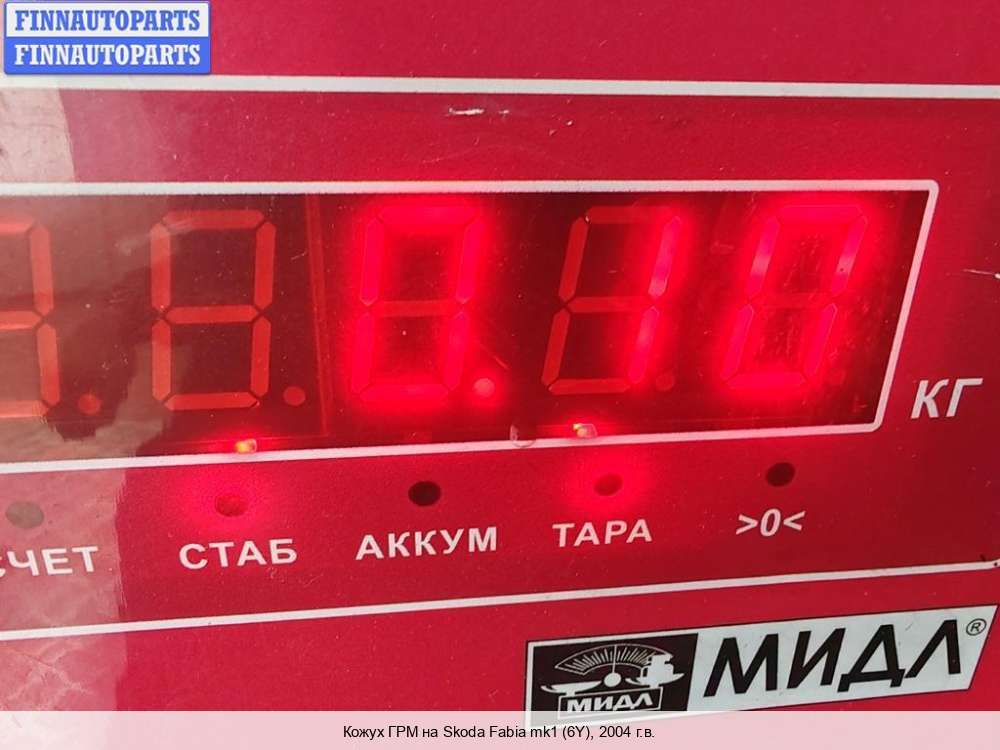 FINNAUTOPARTS
FINNAUTOPARTS
0.10
КГ
СЧЕТ СТАБ АККУМ ТАРА >0<
МИДЛ МИДЛ®
Кожух ГРМ на Skoda Fabia mk1 (6Y), 2004 г.в.